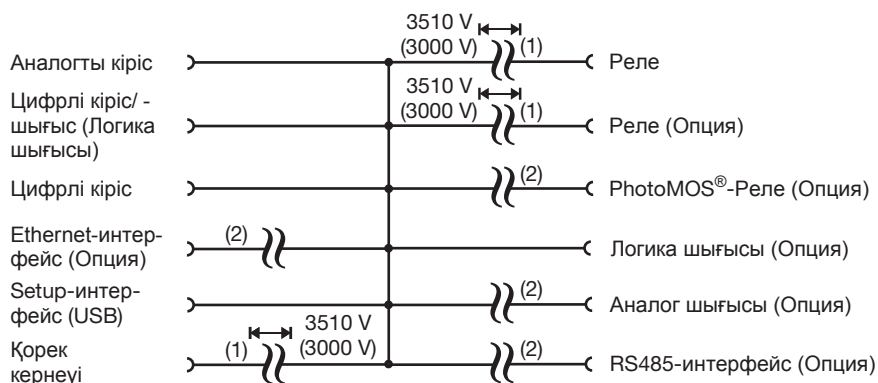 3510 V
(3000 V) (1)
Аналогты кіріс
Реле
3510 V
(3000 V) (1)
Цифрлі кіріс/ -
шығыс (Логика
шығысы)
Реле (Опция)
Цифрлі кіріс
(2)
PhotoMOS®-Реле (Опция)
Ethernet-интер-
фейс (Опция)
(2)
Логика шығысы (Опция)
Setup-интер-
фейс (USB)
(2)
Аналог шығысы (Опция)
Қорек
кернеуі
(1)
3510 V
(3000 V)
(2)
RS485-интерфейс (Опция)